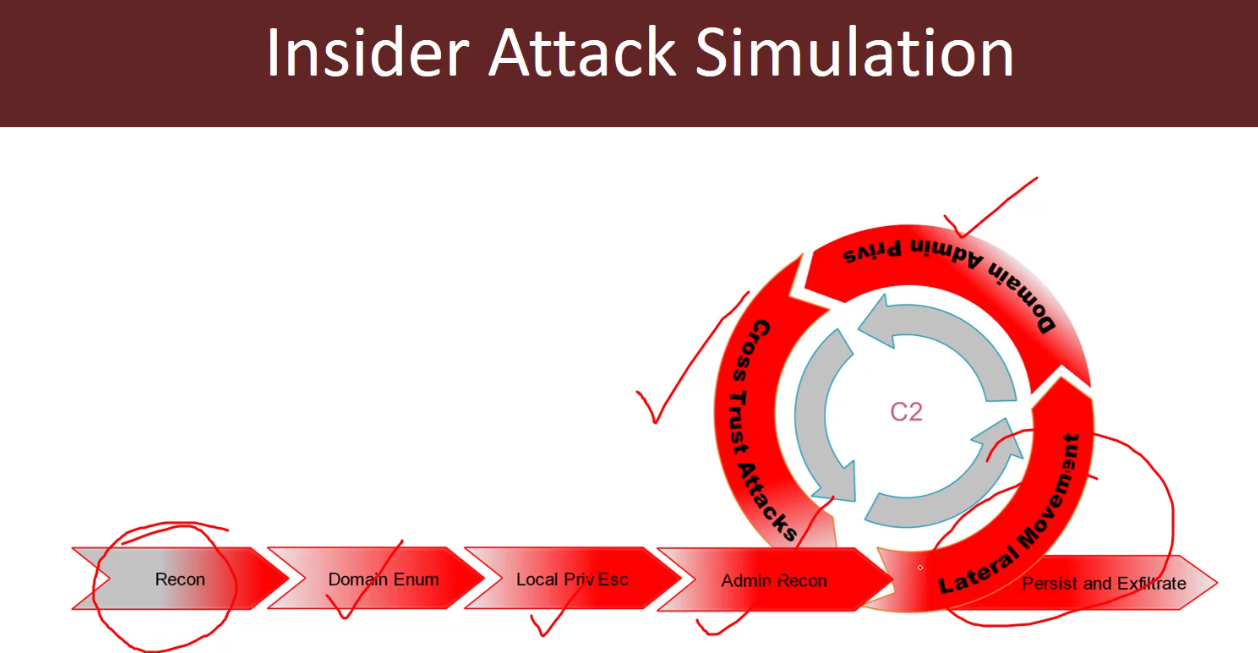 Insider Attack Simulation
Domain Admin Privs
Cross Trust Attacks
C2
Lateral Movement
Recon
Domain Enum
Local Priv Esc
Admin Recon
Persist and Exfiltrate